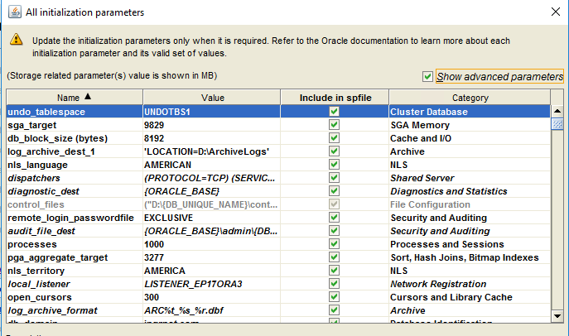 All initialization parameters
Update the initialization parameters only when it is required. Refer to the Oracle documentation to learn more about each
initialization parameter and its valid set of values.
(Storage related parameter(s) value is shown in MB)
Show advanced parameters
Name Value Include in spfile Category
undo_tablespace UNDOTBS1 Cluster Database
sga_target 9829 SGA Memory
db_block_size (bytes) 8192 Cache and I/O
log_archive_dest_1 'LOCATION=D:\ArchiveLogs' Archive
nls_language AMERICAN NLS
dispatchers (PROTOCOL=TCP) (SERVIC... Shared Server
diagnostic_dest {ORACLE_BASE} Diagnostics and Statistics
control_files ("D:\{DB_UNIQUE_NAME}\cont... File Configuration
remote_login_passwordfile EXCLUSIVE Security and Auditing
audit_file_dest {ORACLE_BASE}\admin\{DB... Security and Auditing
processes 1000 Processes and Sessions
pga_aggregate_target 3277 Sort, Hash Joins, Bitmap Indexes
nls_territory AMERICA NLS
local_listener LISTENER_EP1TORA3 Network Registration
open_cursors 300 Cursors and Library Cache
log_archive_format ARC%t_%s_%r.dbf Archive
db_domain Database Identification